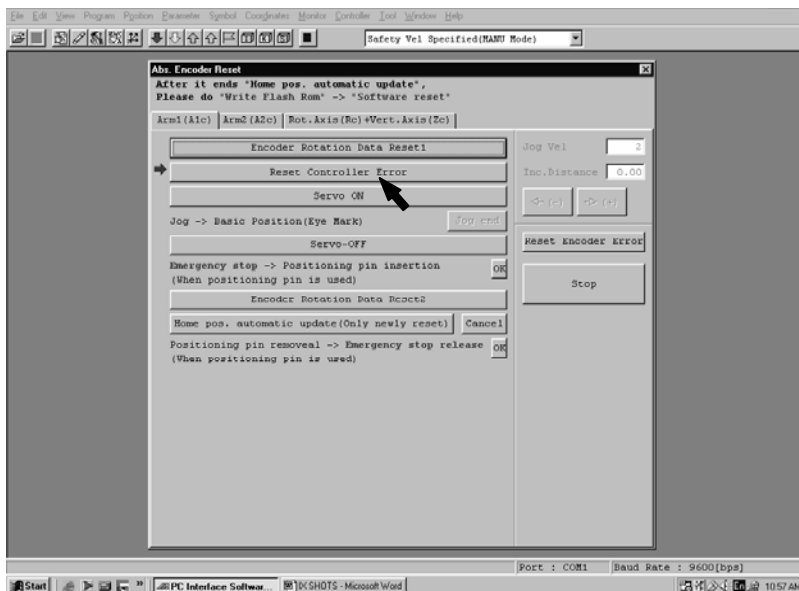 File Edit View Program Position Parameter Symbol Coordinates Monitor Controller Tool Window Help
Safety Vel Specified(MANU Mode)
Abs. Encoder Reset
After it ends "Home pos. automatic update",
Please do "Write Flash Rom" -> "Software reset"
Arm1(A1c) Arm2(A2c) Rot.Axis(Rc)+Vert.Axis(Zc)
Encoder Rotation Data Reset1
Reset Controller Error
Servo ON
Jog -> Basic Position(Eye Mark) Jog end
Servo-OFF
Emergency stop -> Positioning pin insertion OK
(When positioning pin is used)
Encoder Rotation Data Reset2
Home pos. automatic update(Only newly reset) Cancel
Positioning pin removeal -> Emergency stop release OK
(When positioning pin is used)
Jog Vel 2
Inc.Distance 0.00
(-) (+)
Reset Encoder Error
Stop
Port : COM1 Baud Rate : 9600[bps]
Start PC Interface Softwar... IX SHOTS - Microsoft Word En 10:57 AM